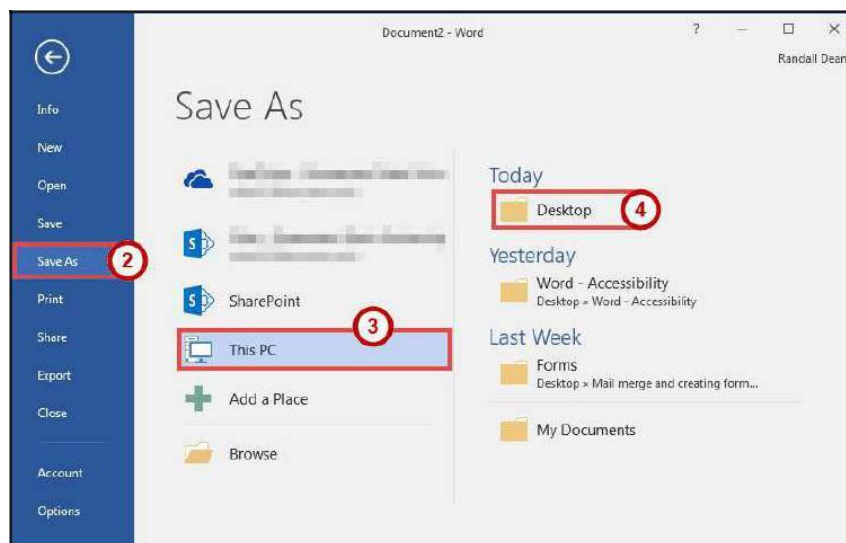 Document2 - Word
?
Randall Dean
Info
New
Open
Save
Save As
2
Print
Share
Export
Close
Account
Options
Save As
SharePoint
3
This PC
Add a Place
Browse
Today
Desktop
4
Yesterday
Word - Accessibility
Desktop » Word - Accessibility
Last Week
Forms
Desktop » Mail merge and creating form...
My Documents